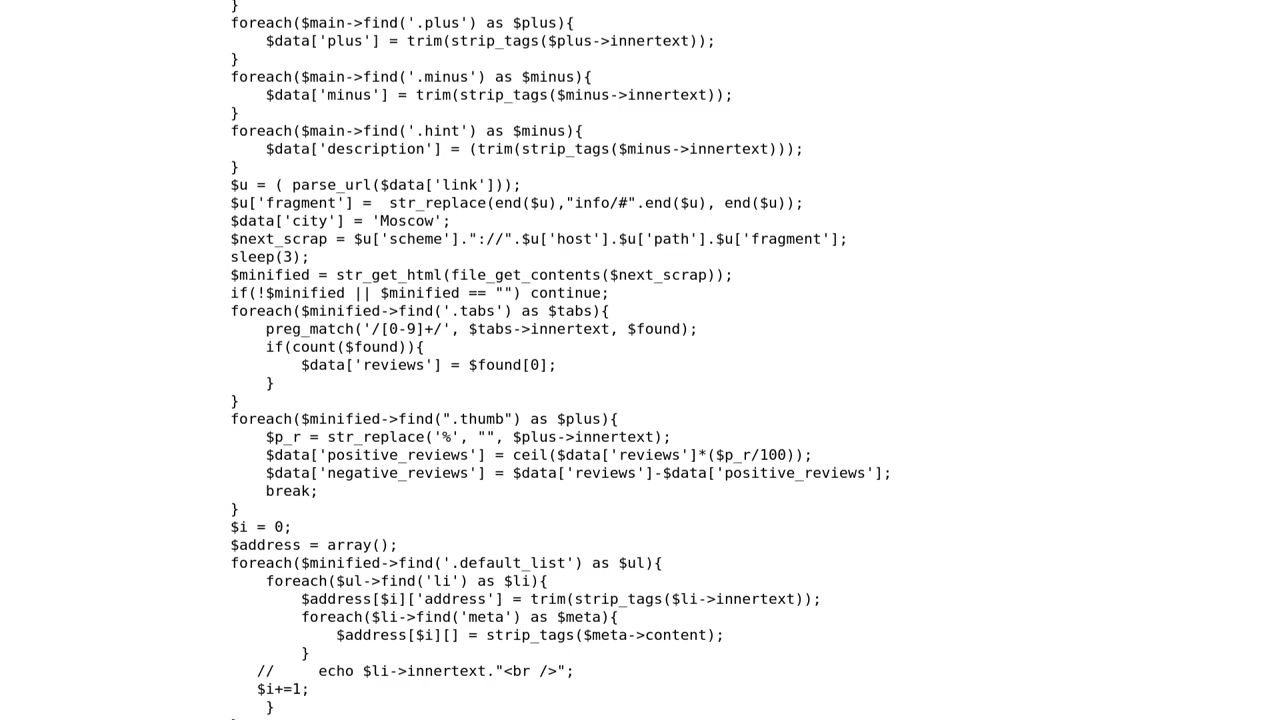 }
foreach($main->find('.plus') as $plus){
    $data['plus'] = trim(strip_tags($plus->innertext));
}
foreach($main->find('.minus') as $minus){
    $data['minus'] = trim(strip_tags($minus->innertext));
}
foreach($main->find('.hint') as $minus){
    $data['description'] = (trim(strip_tags($minus->innertext)));
}
$u = ( parse_url($data['link']));
$u['fragment'] =  str_replace(end($u),"info/#".end($u), end($u));
$data['city'] = 'Moscow';
$next_scrap = $u['scheme']."://".$u['host'].$u['path'].$u['fragment'];
sleep(3);
$minified = str_get_html(file_get_contents($next_scrap));
if(!$minified || $minified == "") continue;
foreach($minified->find('.tabs') as $tabs){
    preg_match('/[0-9]+/', $tabs->innertext, $found);
    if(count($found)){
        $data['reviews'] = $found[0];
    }
}
foreach($minified->find(".thumb") as $plus){
    $p_r = str_replace('%', "", $plus->innertext);
    $data['positive_reviews'] = ceil($data['reviews']*($p_r/100));
    $data['negative_reviews'] = $data['reviews']-$data['positive_reviews'];
    break;
}
$i = 0;
$address = array();
foreach($minified->find('.default_list') as $ul){
    foreach($ul->find('li') as $li){
        $address[$i]['address'] = trim(strip_tags($li->innertext));
        foreach($li->find('meta') as $meta){
            $address[$i][] = strip_tags($meta->content);
        }
   //     echo $li->innertext."<br />";
   $i+=1;
    }